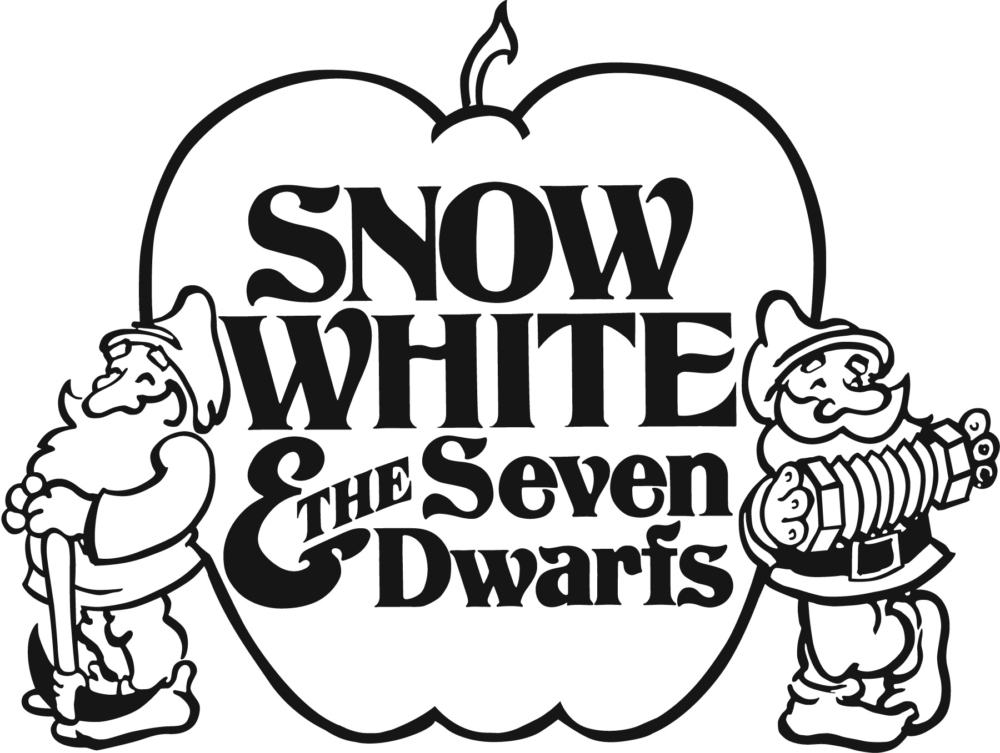 SNOW
WHITE
& THE Seven
Dwarfs